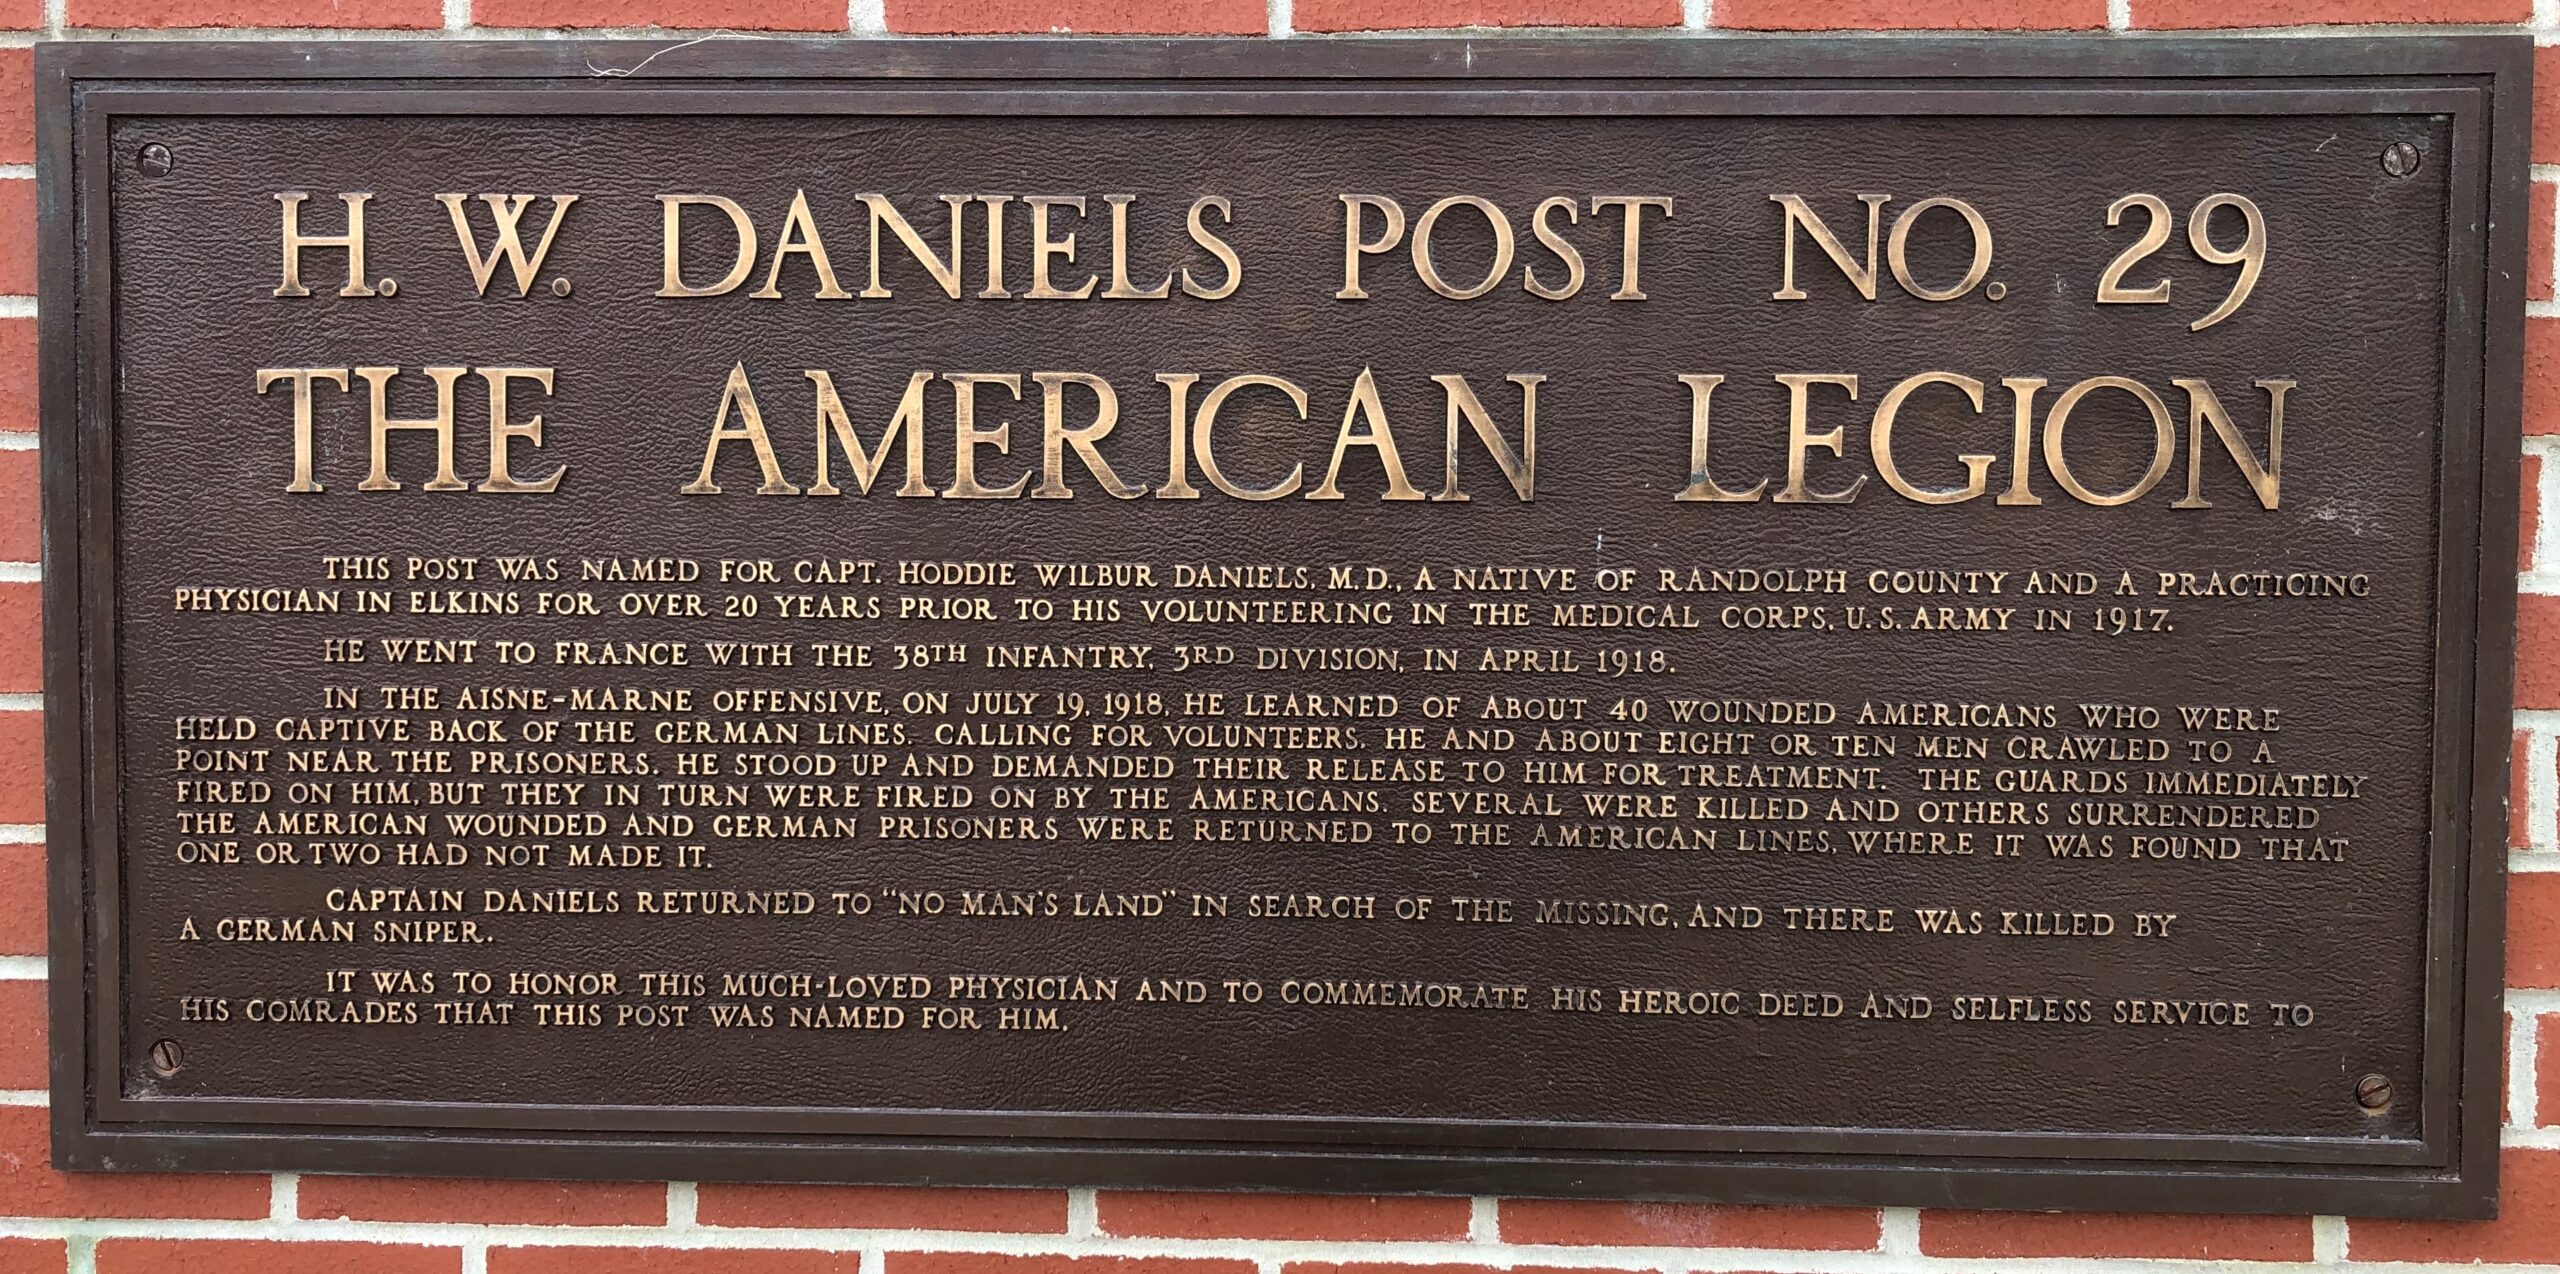 H. W. DANIELS POST NO. 29
THE AMERICAN LEGION
THIS POST WAS NAMED FOR CAPT. HODDIE WILBUR DANIELS, M.D., A NATIVE OF RANDOLPH COUNTY AND A PRACTICING
PHYSICIAN IN ELKINS FOR OVER 20 YEARS PRIOR TO HIS VOLUNTEERING IN THE MEDICAL CORPS, U.S. ARMY IN 1917.
HE WENT TO FRANCE WITH THE 38TH INFANTRY, 3RD DIVISION, IN APRIL 1918.
IN THE AISNE-MARNE OFFENSIVE, ON JULY 19, 1918, HE LEARNED OF ABOUT 40 WOUNDED AMERICANS WHO WERE
HELD CAPTIVE BACK OF THE GERMAN LINES. CALLING FOR VOLUNTEERS, HE AND ABOUT EIGHT OR TEN MEN CRAWLED TO A
POINT NEAR THE PRISONERS. HE STOOD UP AND DEMANDED THEIR RELEASE TO HIM FOR TREATMENT. THE GUARDS IMMEDIATELY
FIRED ON HIM, BUT THEY IN TURN WERE FIRED ON BY THE AMERICANS. SEVERAL WERE KILLED AND OTHERS SURRENDERED
THE AMERICAN WOUNDED AND GERMAN PRISONERS WERE RETURNED TO THE AMERICAN LINES, WHERE IT WAS FOUND THAT
ONE OR TWO HAD NOT MADE IT.
CAPTAIN DANIELS RETURNED TO "NO MAN'S LAND" IN SEARCH OF THE MISSING, AND THERE WAS KILLED BY
A GERMAN SNIPER.
IT WAS TO HONOR THIS MUCH-LOVED PHYSICIAN AND TO COMMEMORATE HIS HEROIC DEED AND SELFLESS SERVICE TO
HIS COMRADES THAT THIS POST WAS NAMED FOR HIM.